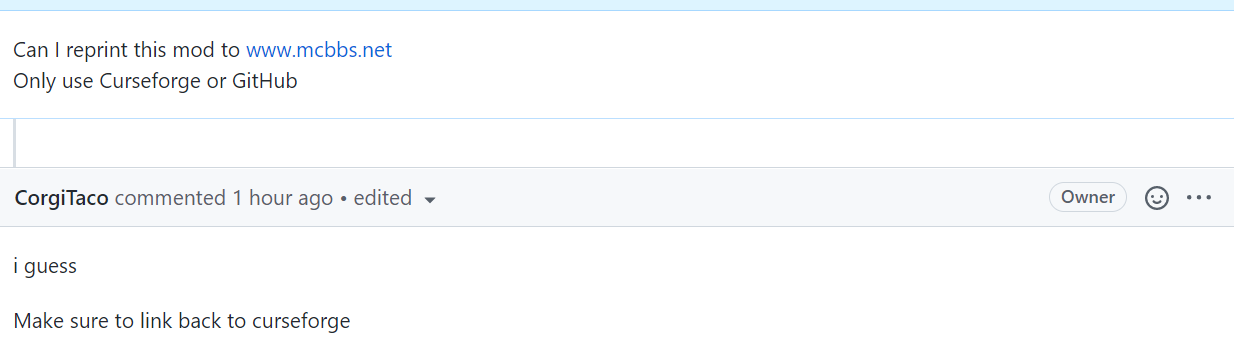 Can I reprint this mod to www.mcbbs.net
Only use Curseforge or GitHub
CorgiTaco commented 1 hour ago • edited
Owner
i guess
Make sure to link back to curseforge